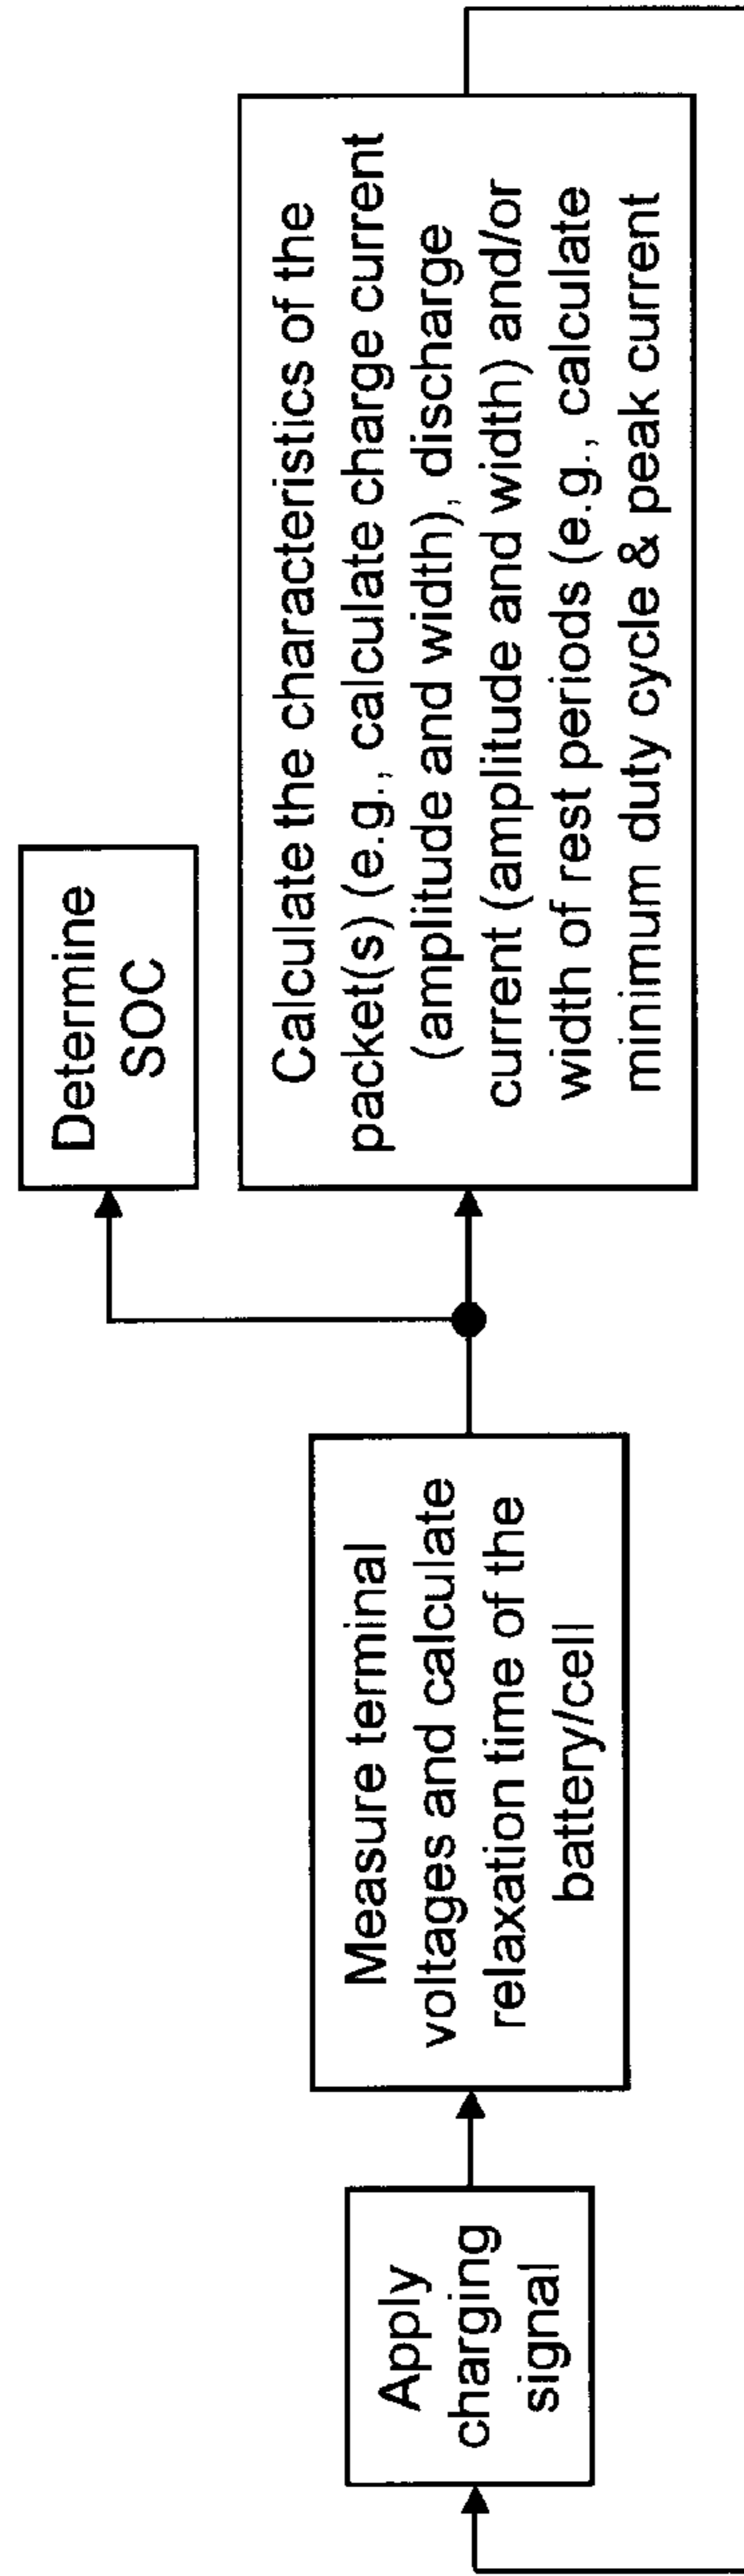 Apply
charging
signal
Measure terminal
voltages and calculate
relaxation time of the
battery/cell
Determine
SOC
Calculate the characteristics of the
packet(s) (e.g., calculate charge current
(amplitude and width), discharge
current (amplitude and width) and/or
width of rest periods (e.g., calculate
minimum duty cycle & peak current